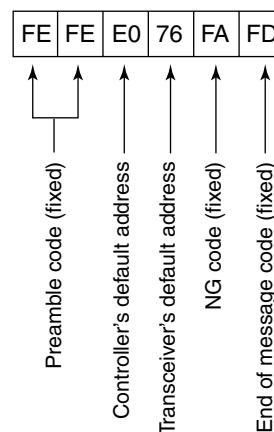 FE FE E0 76 FA FD
Preamble code (fixed)
Controller's default address
Transceiver's default address
NG code (fixed)
End of message code (fixed)